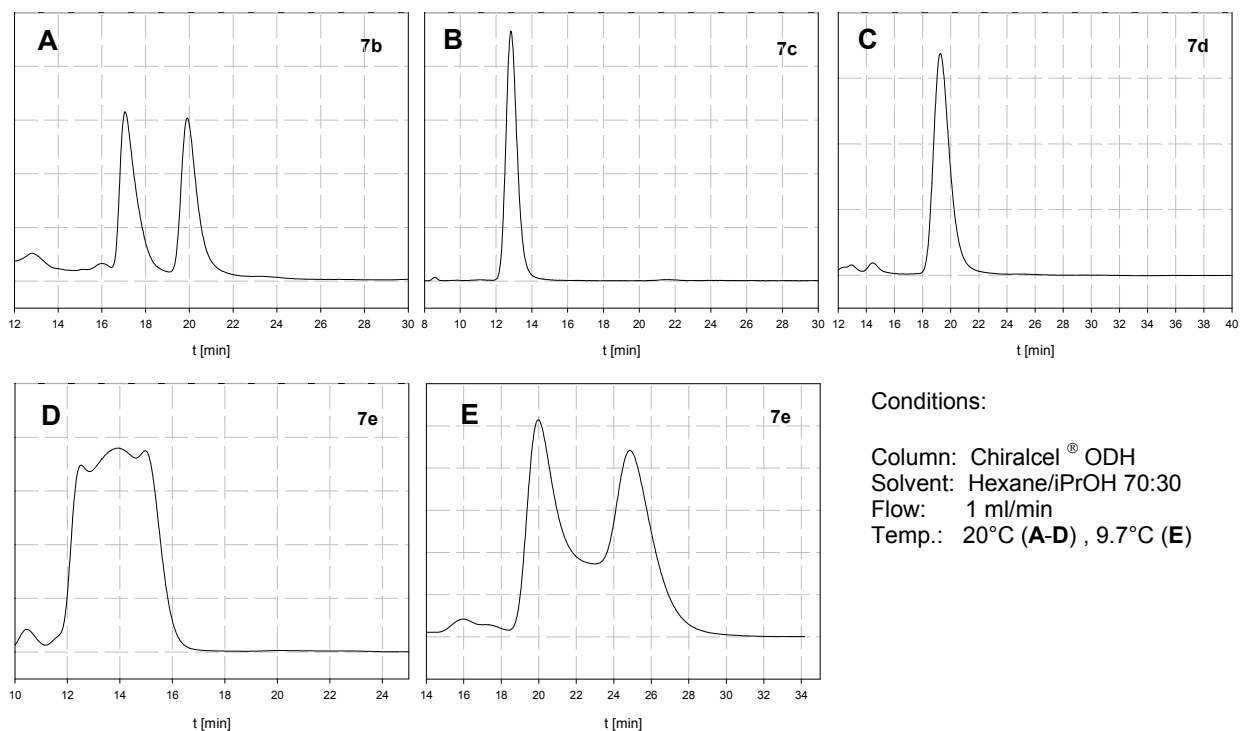 A 7b
12 14 16 18 20 22 24 26 28 30
t [min]
B 7c
8 10 12 14 16 18 20 22 24 26 28 30
t [min]
C 7d
12 14 16 18 20 22 24 26 28 30 32 34 36 38 40
t [min]
D 7e
10 12 14 16 18 20 22 24
t [min]
E 7e
14 16 18 20 22 24 26 28 30 32 34
t [min]
Conditions:
Column: Chiralcel ® ODH
Solvent: Hexane/iPrOH 70:30
Flow: 1 ml/min
Temp.: 20°C (A-D) , 9.7°C (E)